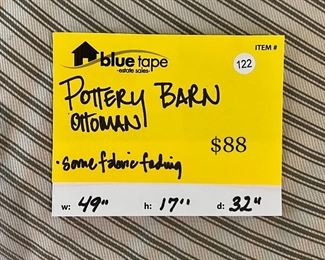 ITEM #
blue tape
-estate sales-
122
POTTERY BARN
OTTOMAN
$88
·some fabric fading
w: 49" h: 17" d: 32"